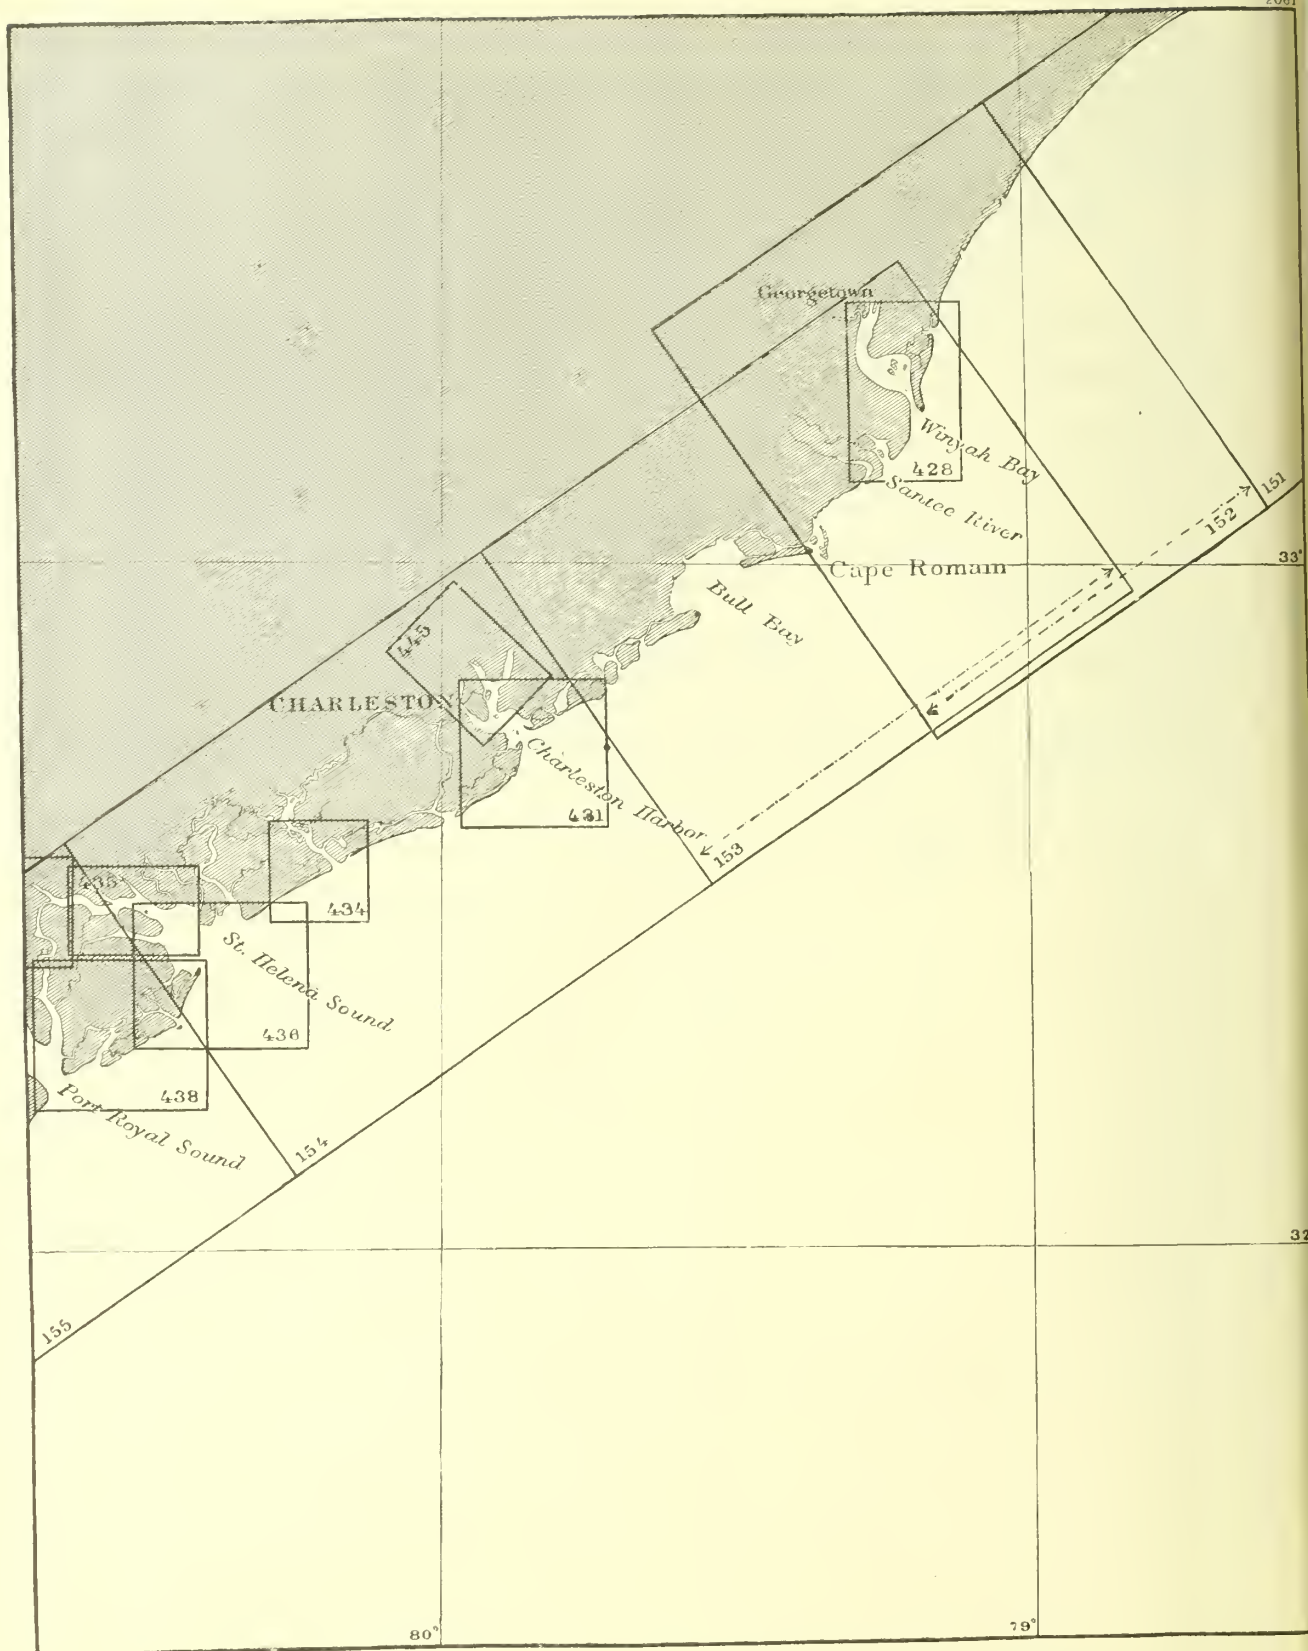 Georgetown
Winyah Bay
428
Santee River
151
152
33°
Cape Romain
Bull Bay
445
CHARLESTON
Charleston Harbor
431
153
435
434
St. Helena Sound
436
438
Port Royal Sound
154
32
155
80°
79°